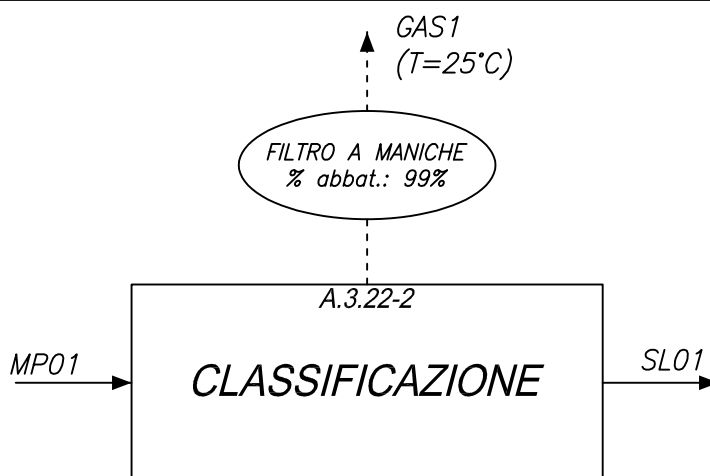 GAS1
(T=25°C)
FILTRO A MANICHE
% abbat.: 99%
A.3.22-2
MP01
CLASSIFICAZIONE
SL01